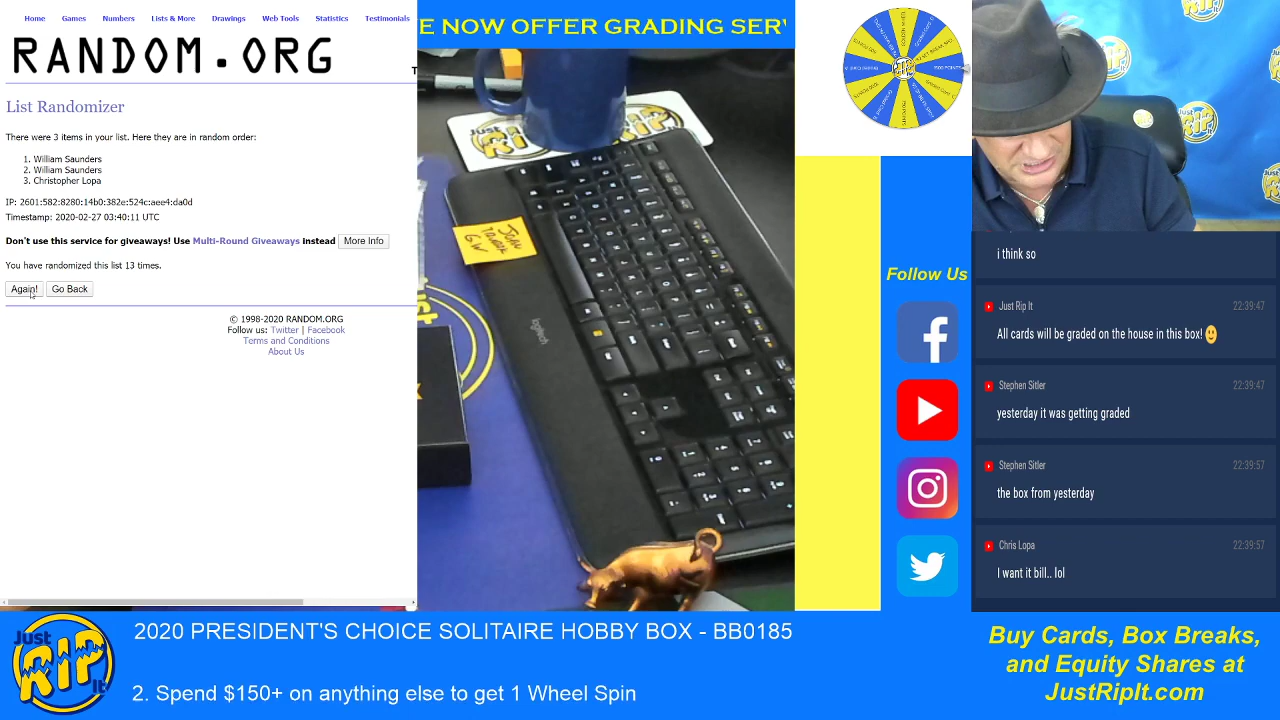 Home Games Numbers Lists & More Drawings Web Tools Statistics Testimonials
RANDOM.ORG
List Randomizer
There were 3 items in your list. Here they are in random order:
1. William Saunders
2. William Saunders
3. Christopher Lopa
IP: 2601:582:8280:14b0:382e:524c:aee4:da0d
Timestamp: 2020-02-27 03:40:11 UTC
Don't use this service for giveaways! Use Multi-Round Giveaways instead More Info
You have randomized this list 13 times.
Again! Go Back
© 1998-2020 RANDOM.ORG
Follow us: Twitter | Facebook
Terms and Conditions
About Us
E NOW OFFER GRADING SERV
Just
RIP
logitech
Follow Us
i think so
Just Rip It 22:39:47
All cards will be graded on the house in this box!
Stephen Sitler 22:39:47
yesterday it was getting graded
Stephen Sitler 22:39:57
the box from yesterday
Chris Lopa 22:39:57
I want it bill.. lol
Just
RIP
It
2020 PRESIDENT'S CHOICE SOLITAIRE HOBBY BOX - BB0185
2. Spend $150+ on anything else to get 1 Wheel Spin
Buy Cards, Box Breaks,
and Equity Shares at
JustRipIt.com